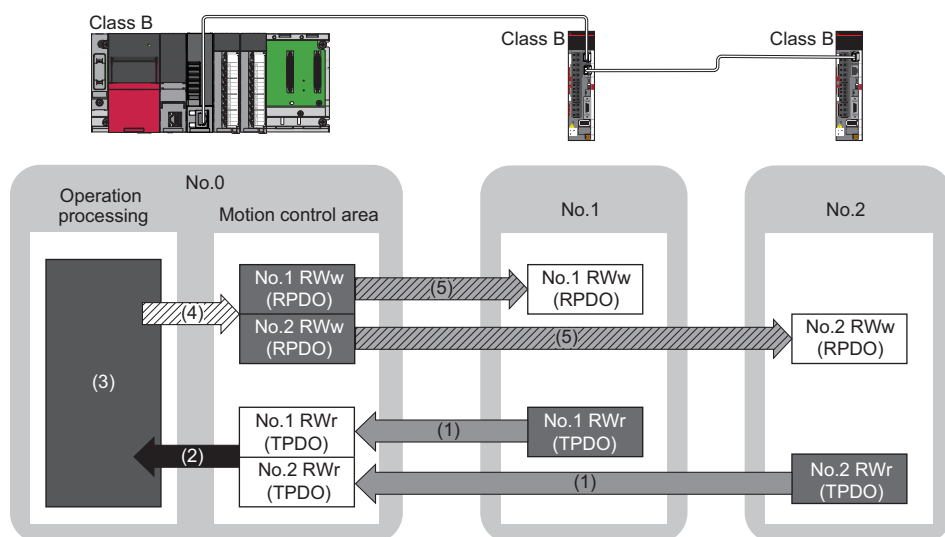 Class B
Class B
Class B
No.0
No.1
No.2
Operation
processing
Motion control area
(3)
(4)
No.1 RWw
(RPDO)
No.2 RWw
(RPDO)
(5)
(5)
No.1 RWw
(RPDO)
No.2 RWw
(RPDO)
(2)
No.1 RWr
(TPDO)
No.2 RWr
(TPDO)
(1)
(1)
No.1 RWr
(TPDO)
No.2 RWr
(TPDO)